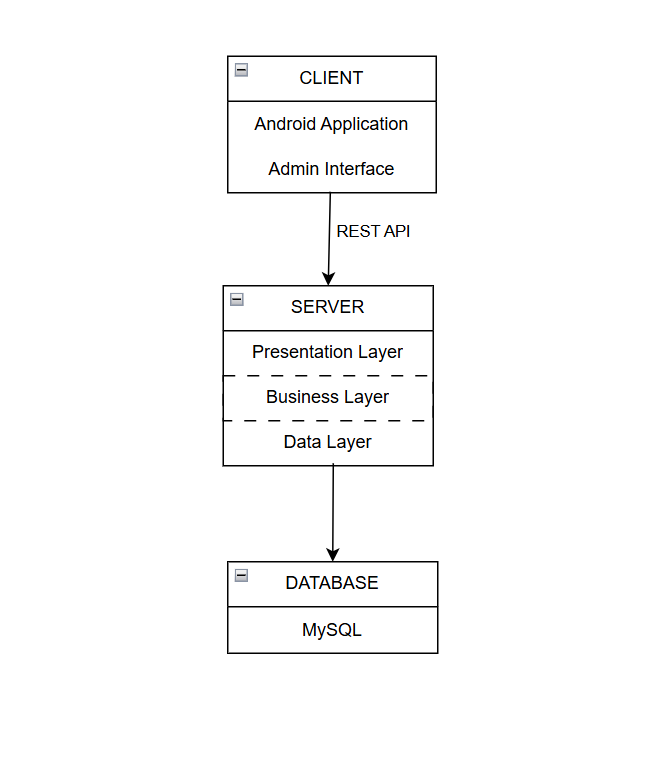 CLIENT
Android Application
Admin Interface
REST API
SERVER
Presentation Layer
Business Layer
Data Layer
DATABASE
MySQL